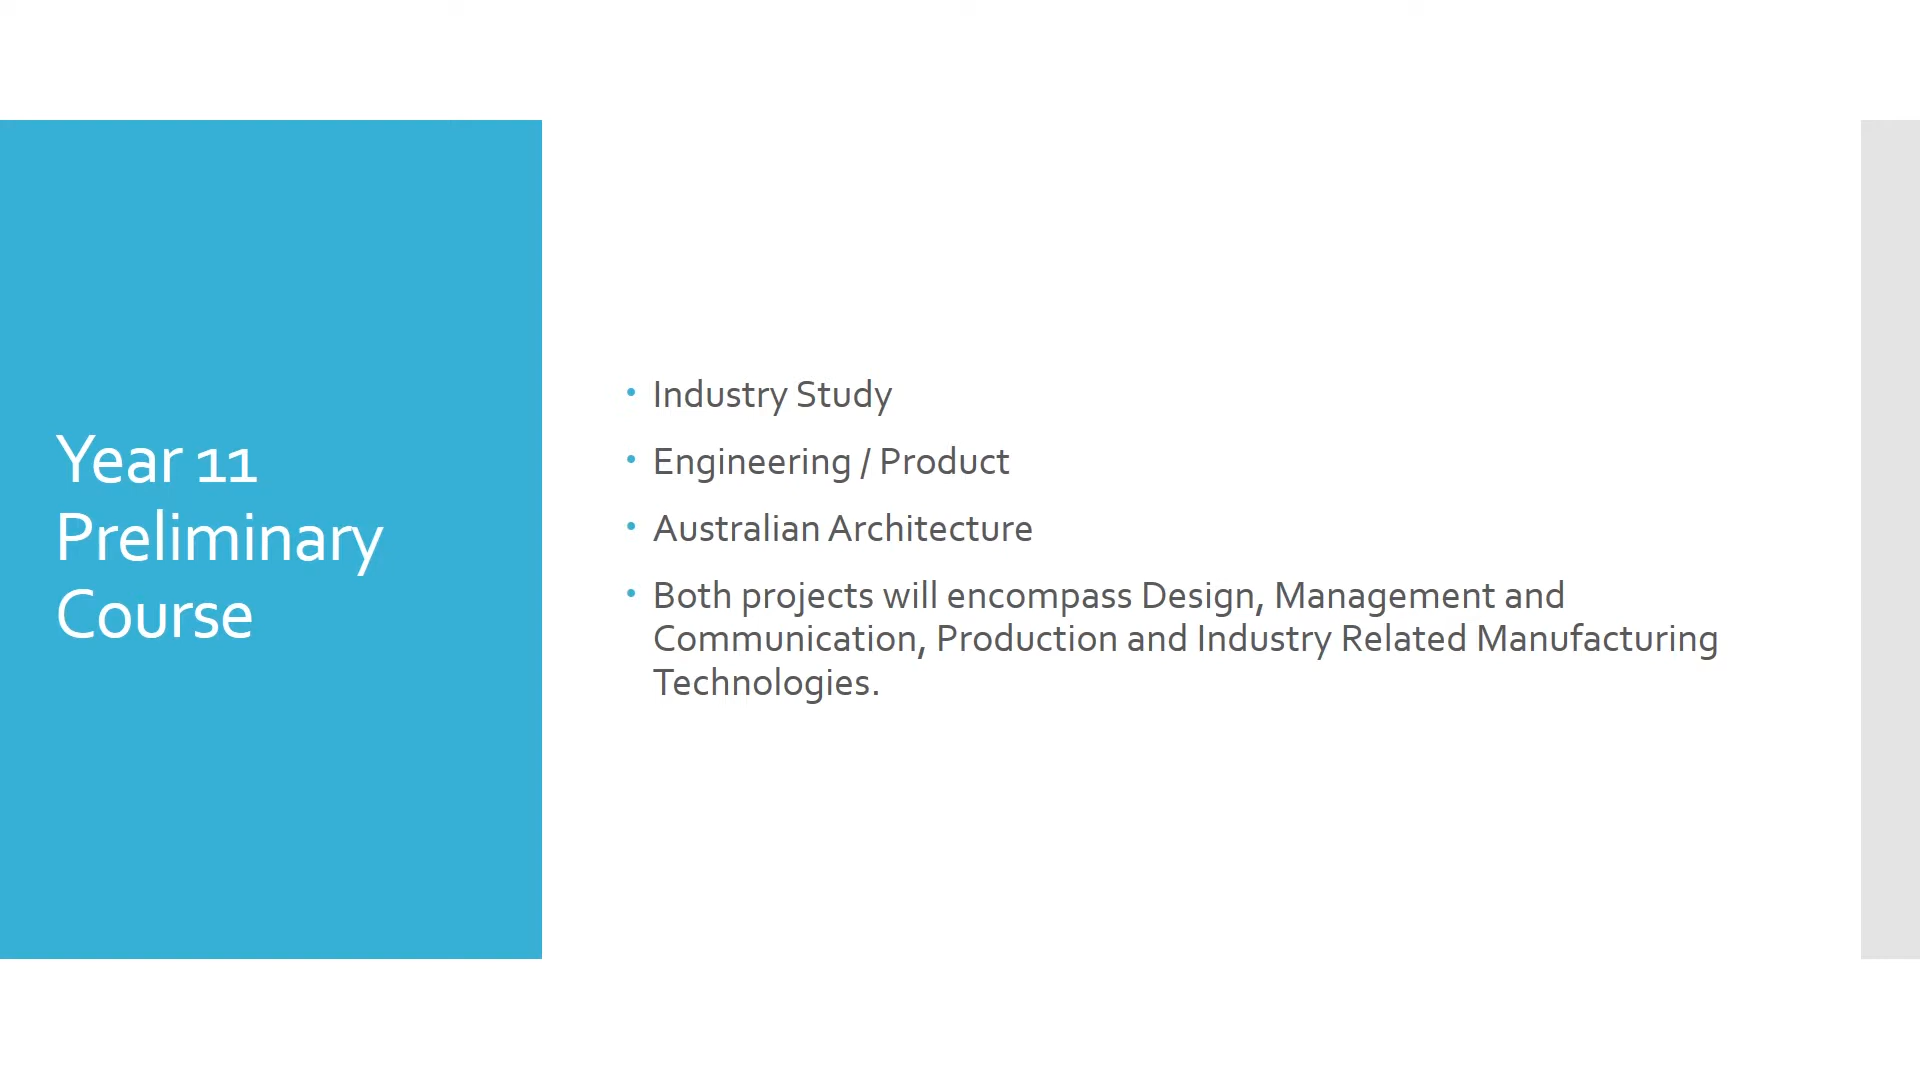 Year 11
Preliminary
Course
• Industry Study
• Engineering / Product
• Australian Architecture
• Both projects will encompass Design, Management and
Communication, Production and Industry Related Manufacturing
Technologies.